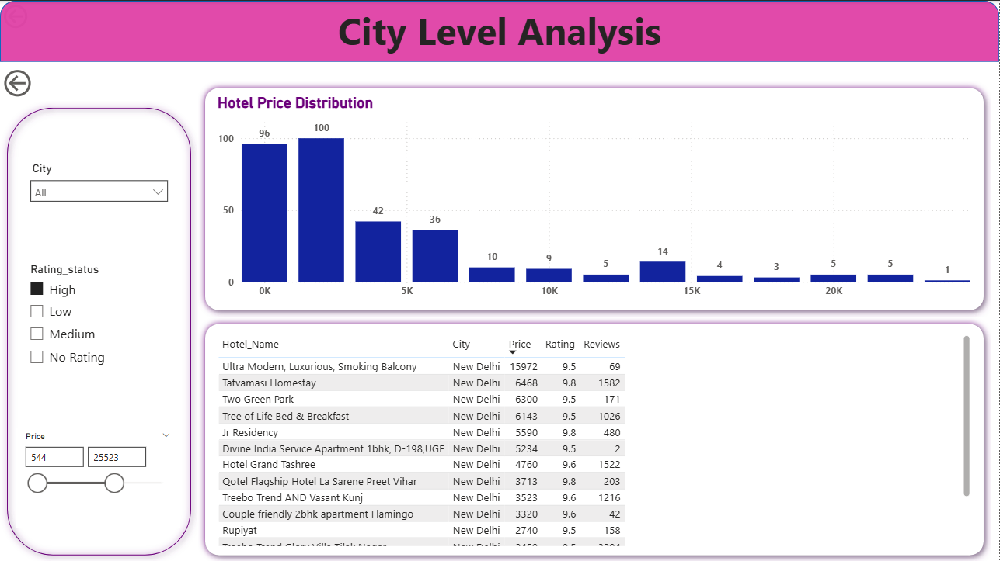 City Level Analysis
City
All
Rating_status
High
Low
Medium
No Rating
Price
544 25523
Hotel Price Distribution
96 100 42 36 10 9 5 14 4 3 5 5 1
100
50
0
0K 5K 10K 15K 20K
Hotel_Name City Price Rating Reviews
Ultra Modern, Luxurious, Smoking Balcony New Delhi 15972 9.5 69
Tatvamasi Homestay New Delhi 6468 9.8 1582
Two Green Park New Delhi 6300 9.5 171
Tree of Life Bed & Breakfast New Delhi 6143 9.5 1026
Jr Residency New Delhi 5590 9.8 480
Divine India Service Apartment 1bhk, D-198,UGF New Delhi 5234 9.5 2
Hotel Grand Tashree New Delhi 4760 9.6 1522
Qotel Flagship Hotel La Sarene Preet Vihar New Delhi 3713 9.8 203
Treebo Trend AND Vasant Kunj New Delhi 3523 9.6 1216
Couple friendly 2bhk apartment Flamingo New Delhi 3320 9.6 42
Rupiyat New Delhi 2740 9.5 158